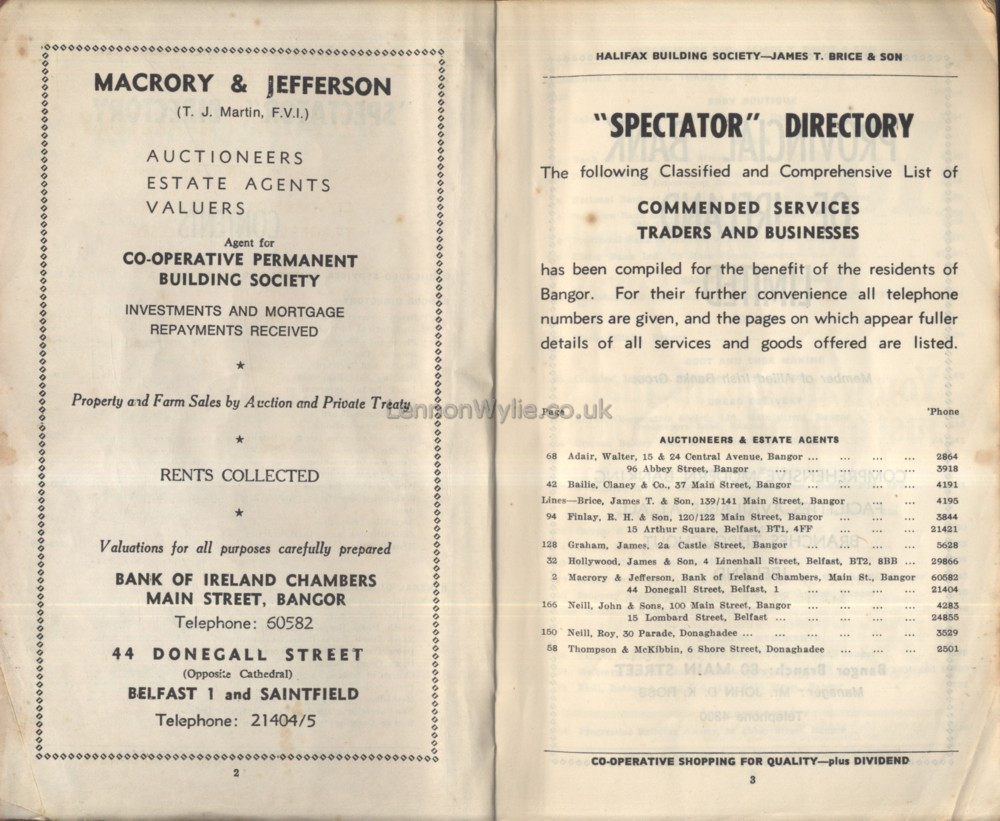 MACRORY & JEFFERSON
(T. J. Martin, F.V.I.)
AUCTIONEERS
ESTATE AGENTS
VALUERS
Agent for
CO-OPERATIVE PERMANENT
BUILDING SOCIETY
INVESTMENTS AND MORTGAGE
REPAYMENTS RECEIVED
★
Property and Farm Sales by Auction and Private Treaty
★
RENTS COLLECTED
★
Valuations for all purposes carefully prepared
BANK OF IRELAND CHAMBERS
MAIN STREET, BANGOR
Telephone: 60582
44 DONEGALL STREET
(Opposite Cathedral)
BELFAST 1 and SAINTFIELD
Telephone: 21404/5
2
LennonWylie.co.uk
HALIFAX BUILDING SOCIETY—JAMES T. BRICE & SON
"SPECTATOR" DIRECTORY
The following Classified and Comprehensive List of
COMMENDED SERVICES
TRADERS AND BUSINESSES
has been compiled for the benefit of the residents of
Bangor. For their further convenience all telephone
numbers are given, and the pages on which appear fuller
details of all services and goods offered are listed.
Page 'Phone
AUCTIONEERS & ESTATE AGENTS
68 Adair, Walter, 15 & 24 Central Avenue, Bangor ... ... ... ... 2864
96 Abbey Street, Bangor ... ... ... ... 3918
42 Bailie, Claney & Co., 37 Main Street, Bangor ... ... ... ... 4191
Lines—Brice, James T. & Son, 139/141 Main Street, Bangor ... ... 4195
94 Finlay, R. H. & Son, 120/122 Main Street, Bangor ... ... ... 3844
15 Arthur Square, Belfast, BT1, 4FF ... ... 21421
128 Graham, James, 2a Castle Street, Bangor ... ... ... ... 5628
32 Hollywood, James & Son, 4 Linenhall Street, Belfast, BT2, 8BB ... 29866
2 Macrory & Jefferson, Bank of Ireland Chambers, Main St., Bangor 60582
44 Donegall Street, Belfast, 1 ... ... ... 21404
166 Neill, John & Sons, 100 Main Street, Bangor ... ... ... ... 4283
15 Lombard Street, Belfast ... ... ... ... 24855
150 Neill, Roy, 30 Parade, Donaghadee ... ... ... ... ... ... 3529
58 Thompson & McKibbin, 6 Shore Street, Donaghadee ... ... ... 2501
CO-OPERATIVE SHOPPING FOR QUALITY—plus DIVIDEND
3